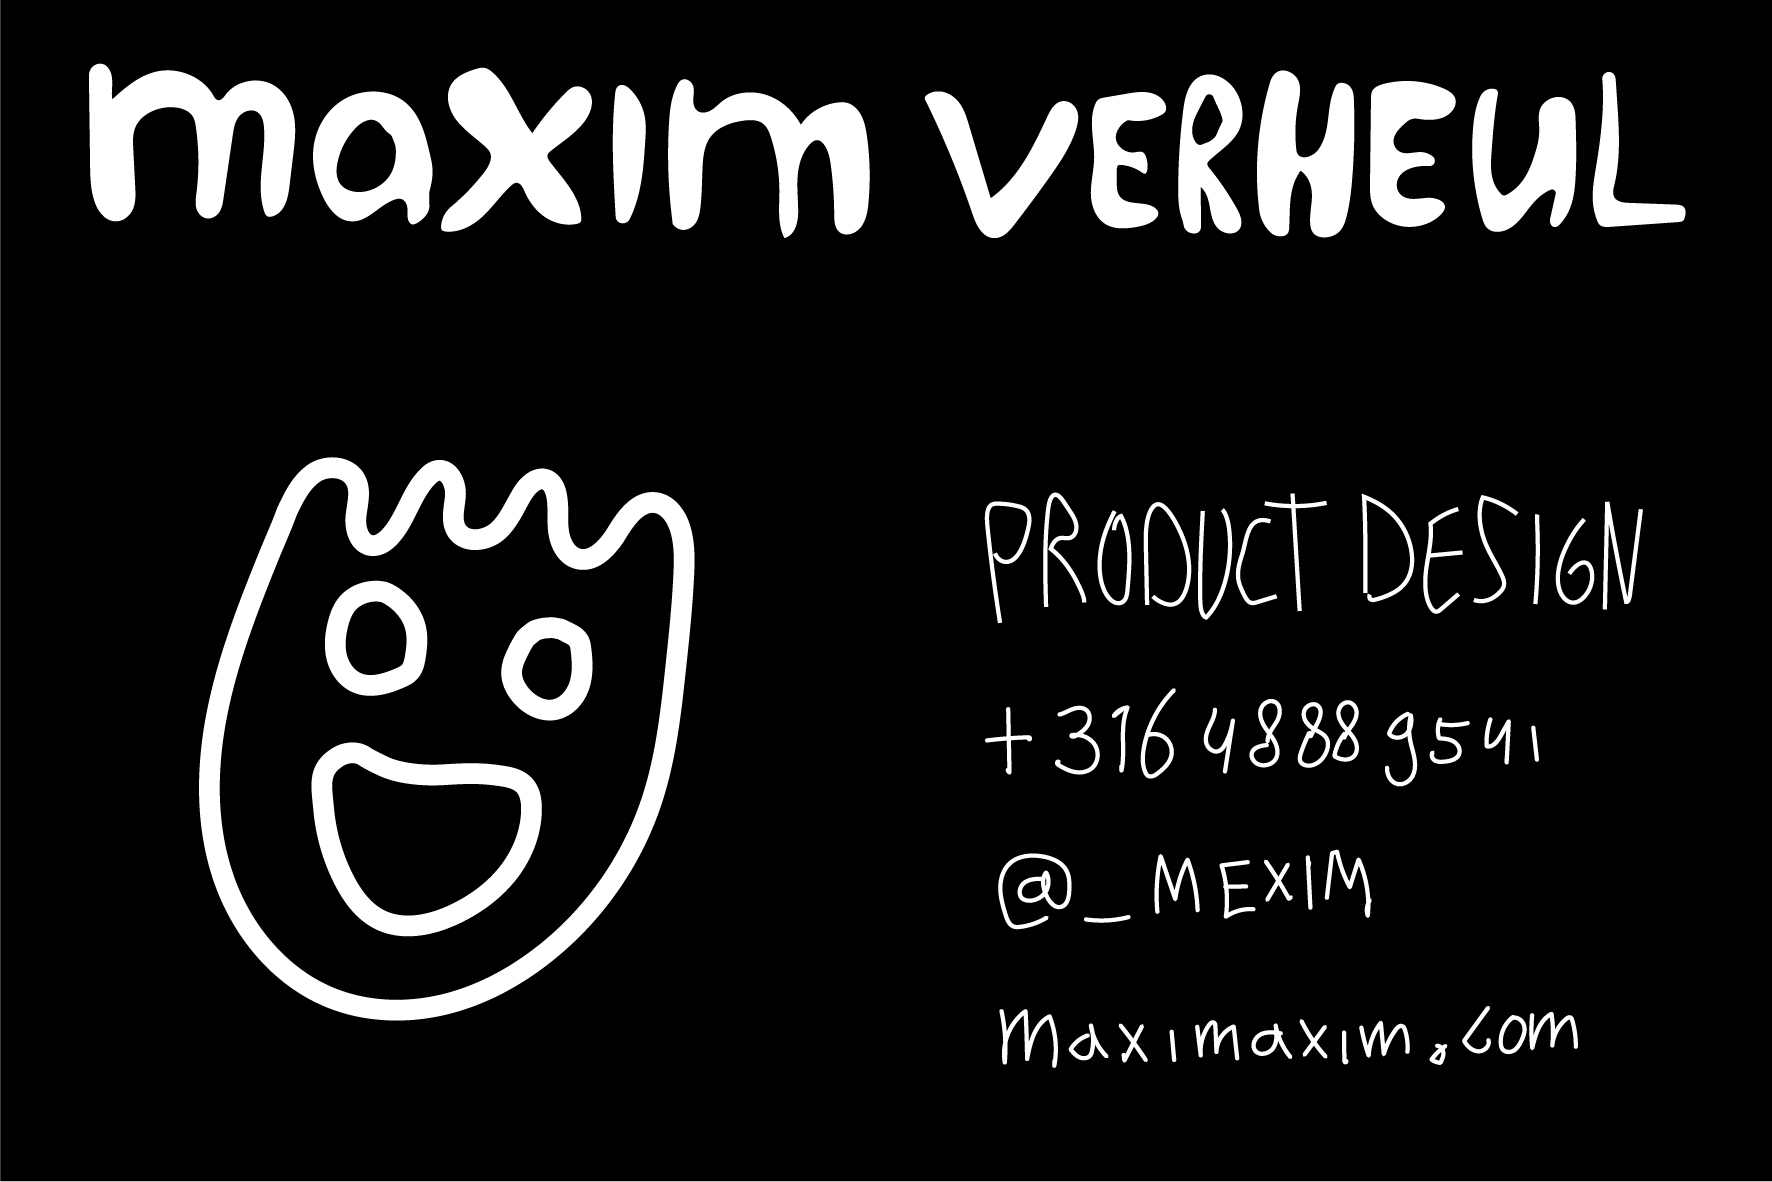 maxim VERHEUL
PRODUCT DESIGN
+316 4888 9541
@_MEXIM
maximaxim.com